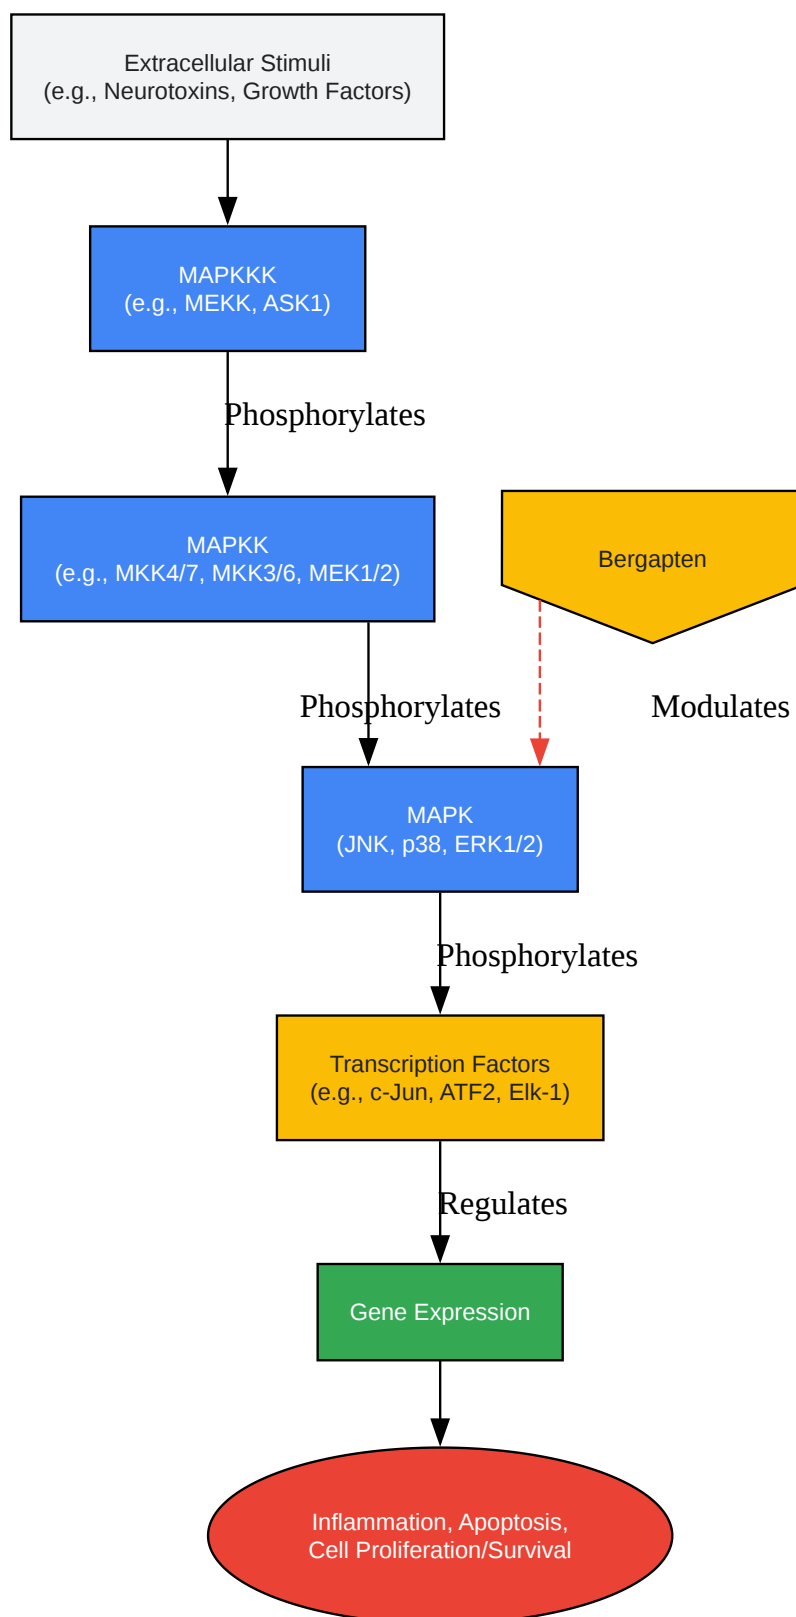 Extracellular Stimuli
(e.g., Neurotoxins, Growth Factors)
MAPKKK
(e.g., MEKK, ASK1)
Phosphorylates
MAPKK
(e.g., MKK4/7, MKK3/6, MEK1/2)
Bergapten
Phosphorylates
Modulates
MAPK
(JNK, p38, ERK1/2)
Phosphorylates
Transcription Factors
(e.g., c-Jun, ATF2, Elk-1)
Regulates
Gene Expression
Inflammation, Apoptosis,
Cell Proliferation/Survival